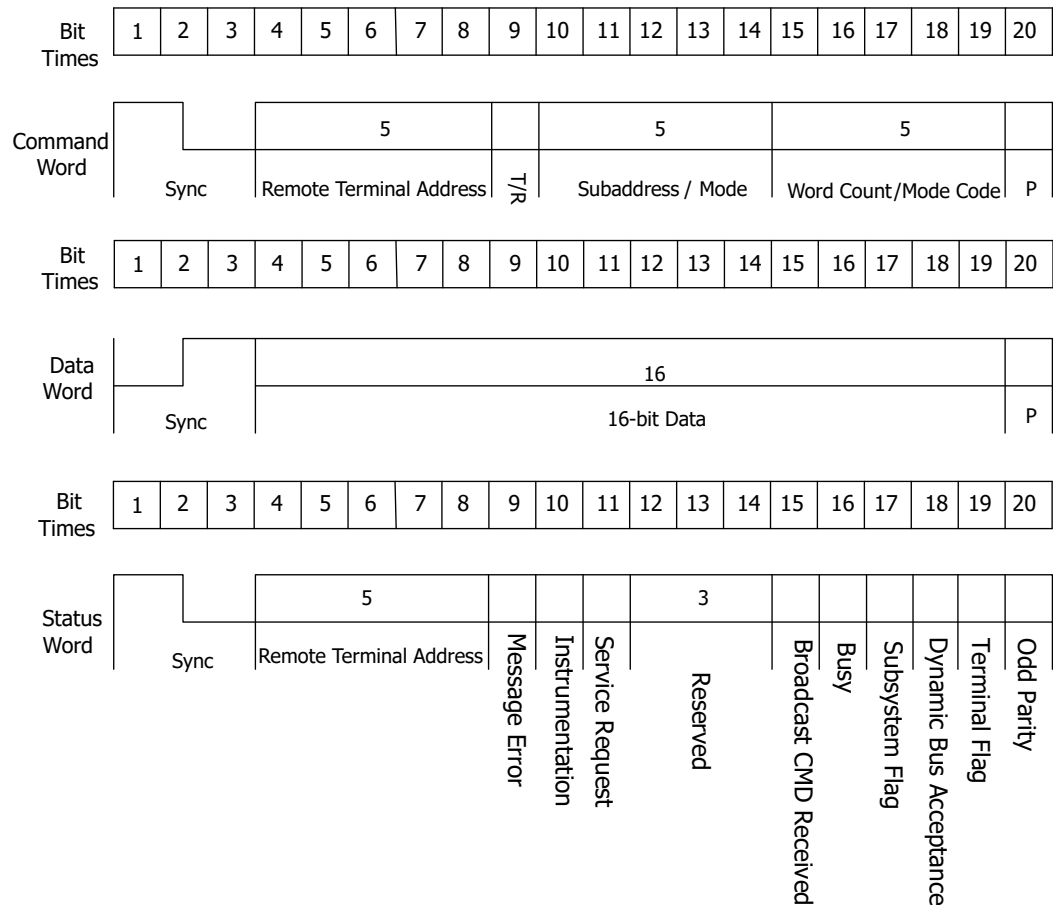 Bit Times 1 2 3 4 5 6 7 8 9 10 11 12 13 14 15 16 17 18 19 20
Command Word
5 5 5
Sync Remote Terminal Address T/R Subaddress / Mode Word Count/Mode Code P
Bit Times 1 2 3 4 5 6 7 8 9 10 11 12 13 14 15 16 17 18 19 20
Data Word
16
Sync 16-bit Data P
Bit Times 1 2 3 4 5 6 7 8 9 10 11 12 13 14 15 16 17 18 19 20
Status Word
5 3
Sync Remote Terminal Address Message Error Instrumentation Service Request Reserved Broadcast CMD Received Busy Subsystem Flag Dynamic Bus Acceptance Terminal Flag Odd Parity